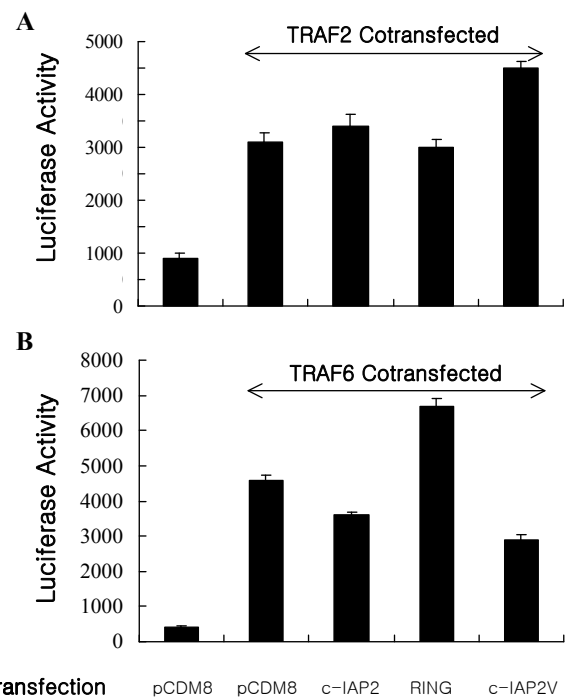 A
TRAF2 Cotransfected
5000
4000
3000
2000
1000
0
Luciferase Activity
B
TRAF6 Cotransfected
8000
7000
6000
5000
4000
3000
2000
1000
0
Luciferase Activity
ransfection pCDM8 pCDM8 c-IAP2 RING c-IAP2V